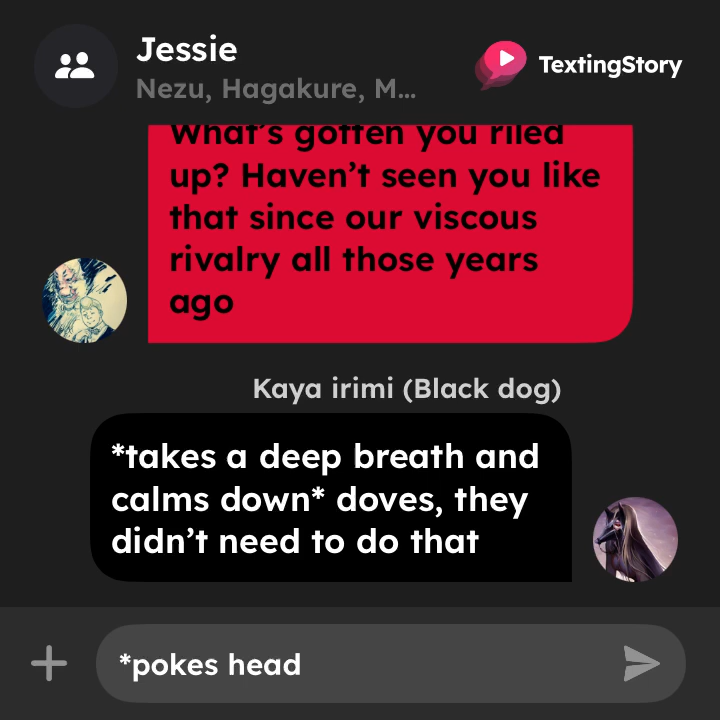 Jessie
Nezu, Hagakure, M...
TextingStory
What's gotten you riled
up? Haven't seen you like
that since our viscous
rivalry all those years
ago
Kaya irimi (Black dog)
*takes a deep breath and
calms down* doves, they
didn't need to do that
*pokes head